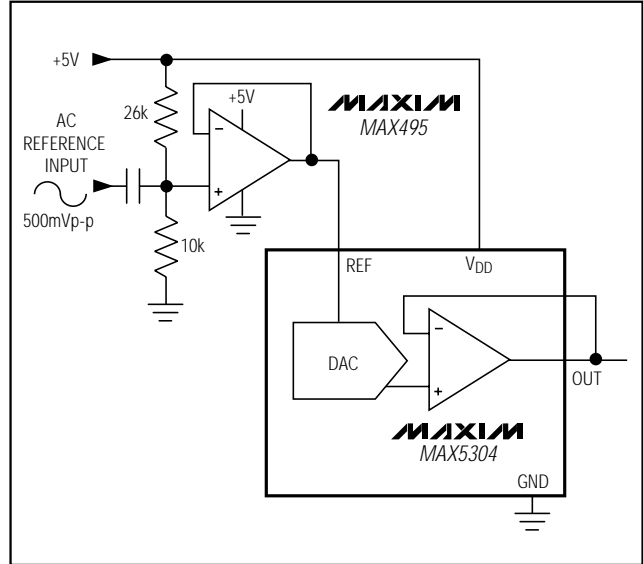 +5V
26k
+5V
MAXIM
MAX495
AC
REFERENCE
INPUT
500mVp-p
−
+
10k
REF
VDD
DAC
−
+
OUT
MAXIM
MAX5304
GND